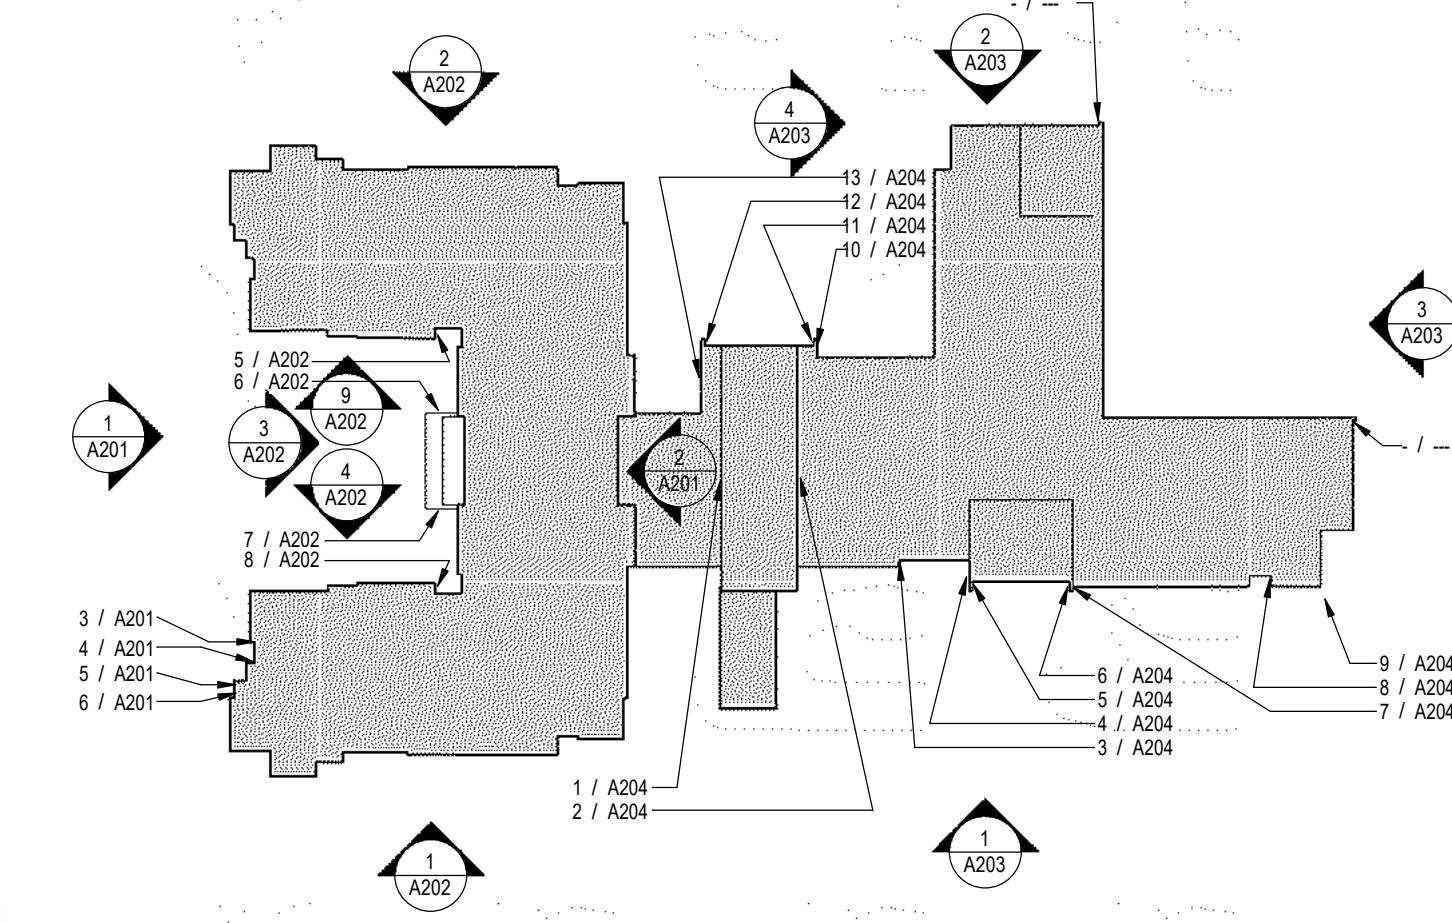 - / ---
2
A202
2
A203
4
A203
13 / A204
12 / A204
11 / A204
10 / A204
3
A203
5 / A202
6 / A202
9
A202
1
A201
3
A202
4
A202
2
A201
- / ---
7 / A202
8 / A202
3 / A201
4 / A201
5 / A201
6 / A201
6 / A204
5 / A204
4 / A204
3 / A204
9 / A204
8 / A204
7 / A204
1 / A204
2 / A204
1
A202
1
A203